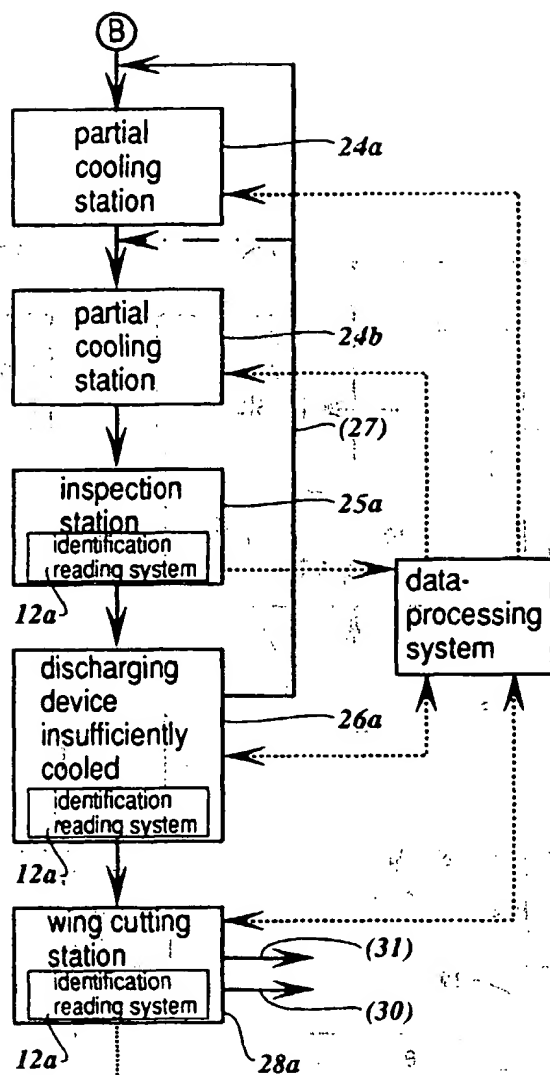 B
partial
cooling
station
24a
partial
cooling
station
24b
(27)
inspection
station
identification
reading system
25a
12a
data-
processing
system
discharging
device
insufficiently
cooled
26a
identification
reading system
12a
wing cutting
station
(31)
identification
reading system
(30)
12a
28a